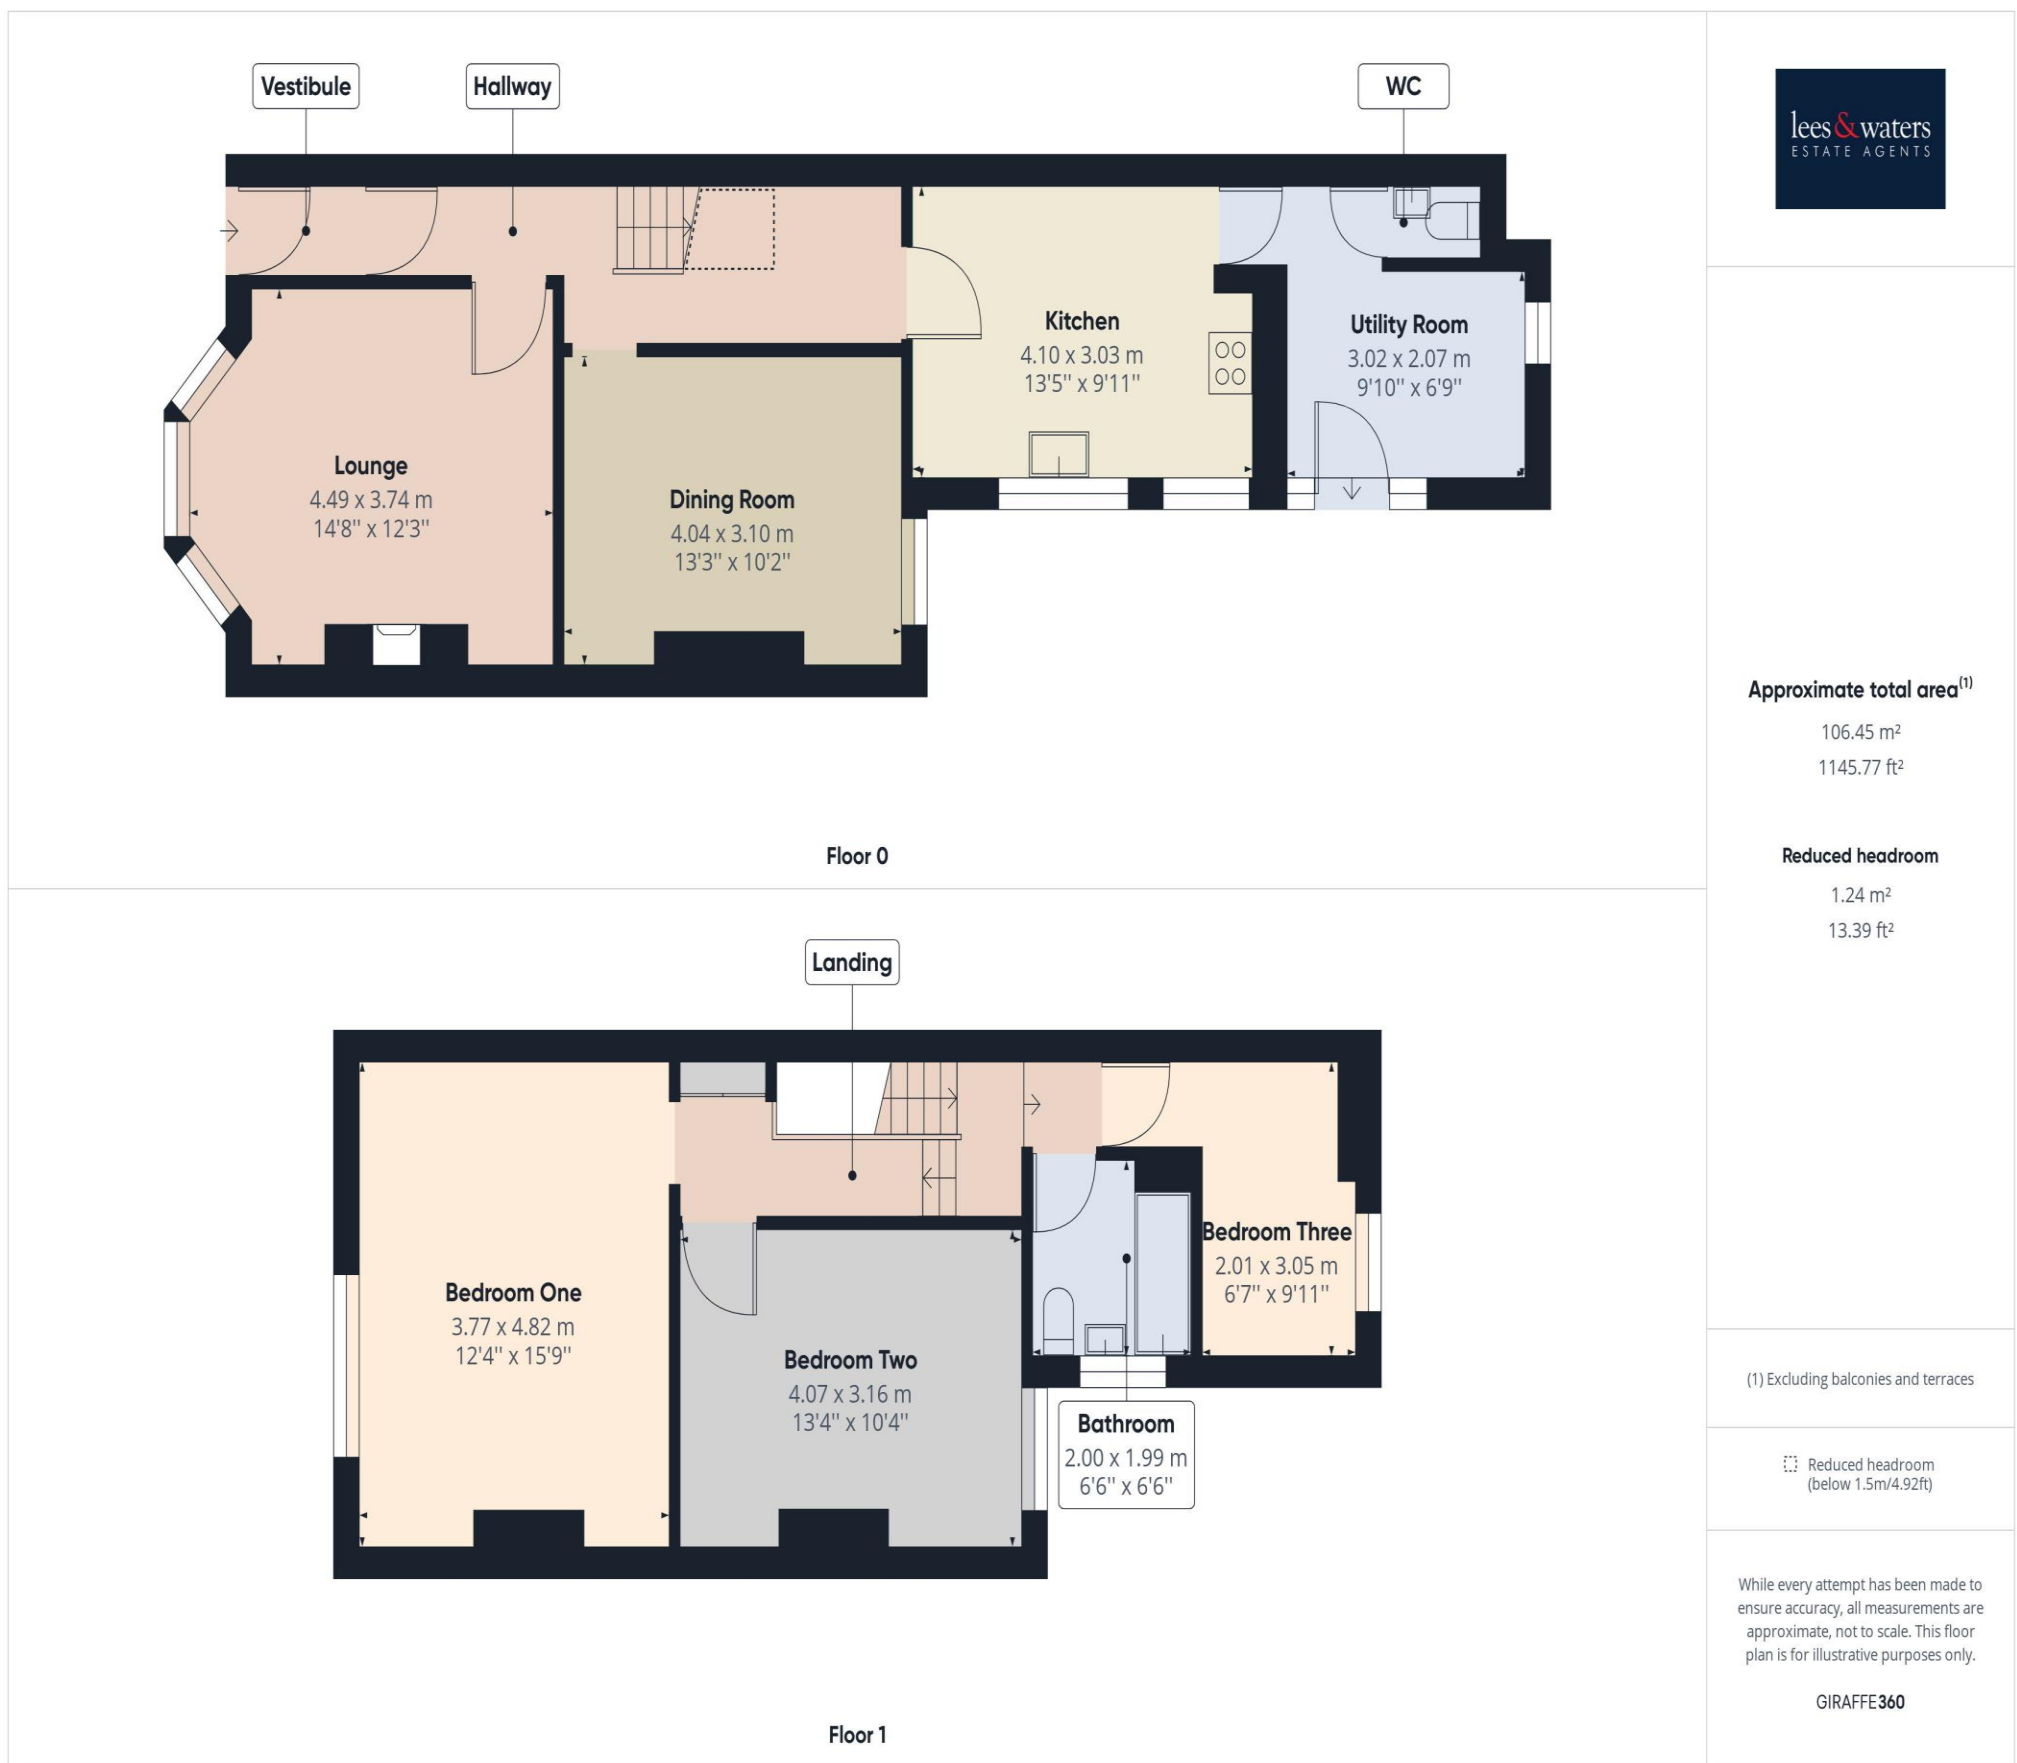 Vestibule
Hallway
WC
Kitchen
4.10 x 3.03 m
13'5" x 9'11"
Utility Room
3.02 x 2.07 m
9'10" x 6'9"
Lounge
4.49 x 3.74 m
14'8" x 12'3"
Dining Room
4.04 x 3.10 m
13'3" x 10'2"
Floor 0
Landing
Bedroom One
3.77 x 4.82 m
12'4" x 15'9"
Bedroom Two
4.07 x 3.16 m
13'4" x 10'4"
Bedroom Three
2.01 x 3.05 m
6'7" x 9'11"
Bathroom
2.00 x 1.99 m
6'6" x 6'6"
Floor 1
lees&waters
ESTATE AGENTS
Approximate total area(1)
106.45 m²
1145.77 ft²
Reduced headroom
1.24 m²
13.39 ft²
(1) Excluding balconies and terraces
Reduced headroom
(below 1.5m/4.92ft)
While every attempt has been made to
ensure accuracy, all measurements are
approximate, not to scale. This floor
plan is for illustrative purposes only.
GIRAFFE360